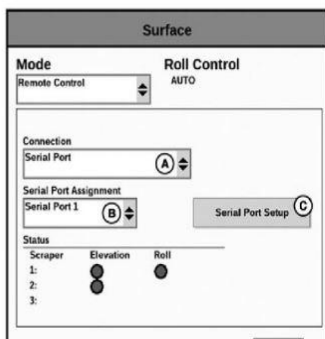 Surface
Mode Roll Control
Remote Control AUTO
Connection
Serial Port A
Serial Port Assignment
Serial Port 1 B Serial Port Setup C
Status
Scraper Elevation Roll
1:
2:
3: